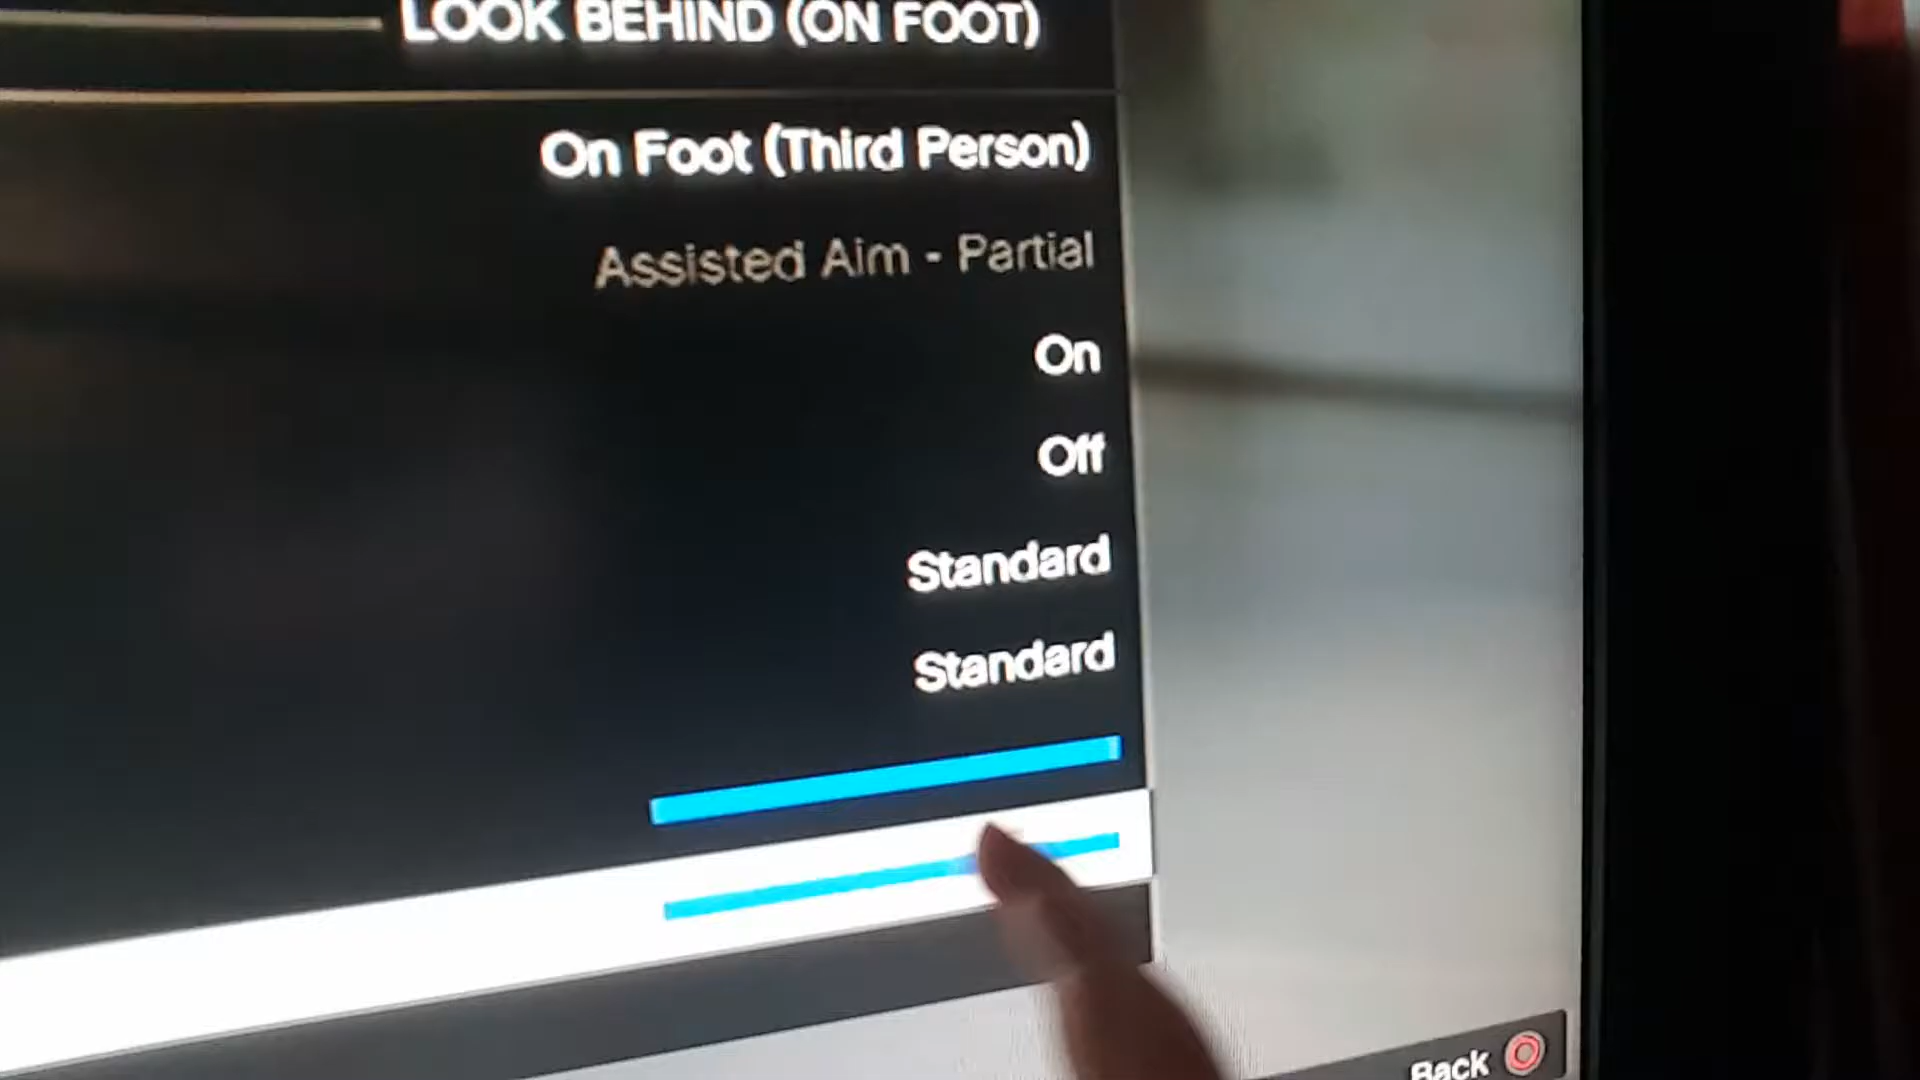 LOOK BEHIND (ON FOOT)
On Foot (Third Person)
Assisted Aim - Partial
On
Off
Standard
Standard
Back